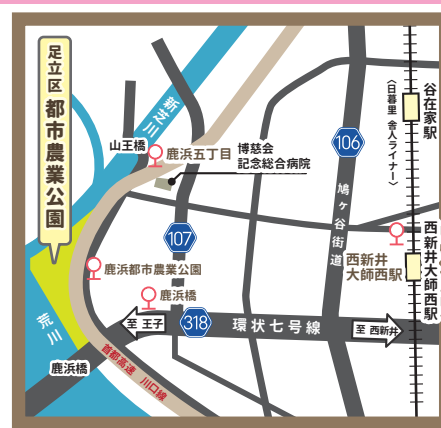 足立区 都市農業公園
新芝川
山王橋
鹿浜五丁目
博慈会
記念総合病院
106
〈日暮里 舎人ライナー〉
谷在家駅
鳩ヶ谷街道
107
西新井
大師西駅
西新井大師西駅
鹿浜都市農業公園
鹿浜橋
荒川
至 王子
318
環状七号線
至 西新井
鹿浜橋
首都高速 川口線